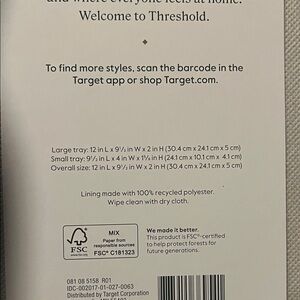 and where everyone feels at home.
Welcome to Threshold.
To find more styles, scan the barcode in the
Target app or shop Target.com.
Large tray: 12 in L x 9½ in W x 2 in H (30.4 cm x 24.1 cm x 5 cm)
Small tray: 9½ in L x 4 in W x 1⅝ in H (24.1 cm x 10.1 cm x 4.1 cm)
Overall size: 12 in L x 9½ in W x 2 in H (30.4 cm x 24.1 cm x 5 cm)
Lining made with 100% recycled polyester.
Wipe clean with dry cloth.
FSC
MIX
Paper from
responsible sources
FSC® C181323
We made it better.
This product is FSC®-certified
to help protect forests for
future generations.
081 08 5158 R01
IDC-002017-01-027-0063
Distributed by Target Corporation